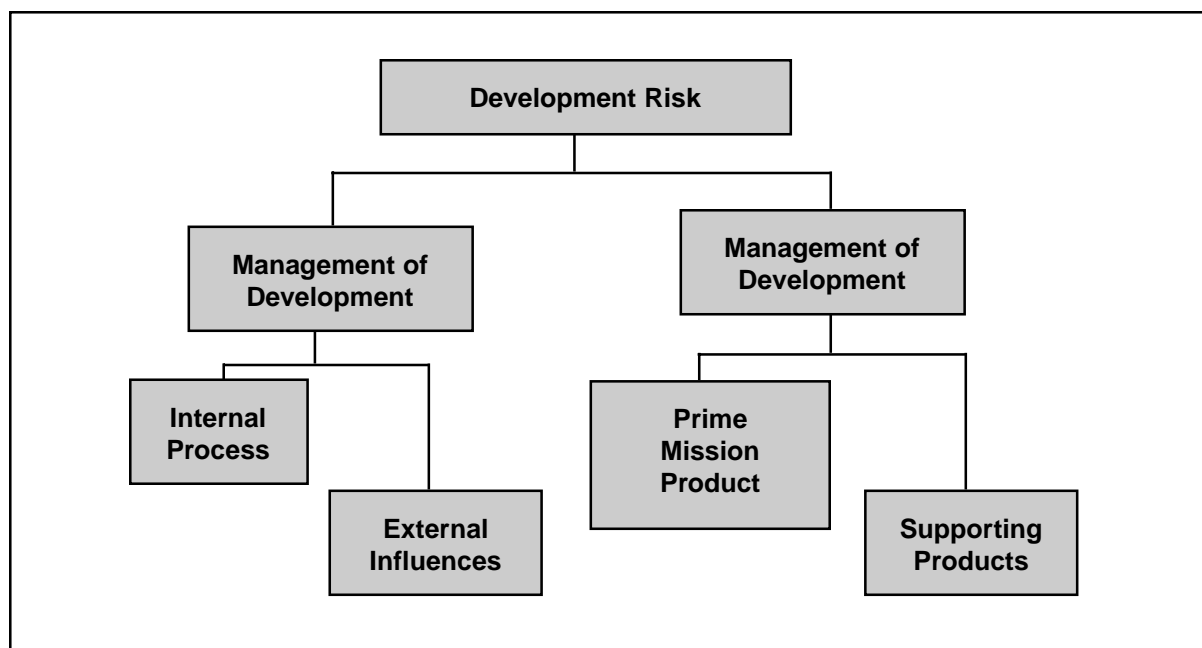 Development Risk
Management of
Development
Management of
Development
Internal
Process
External
Influences
Prime
Mission
Product
Supporting
Products